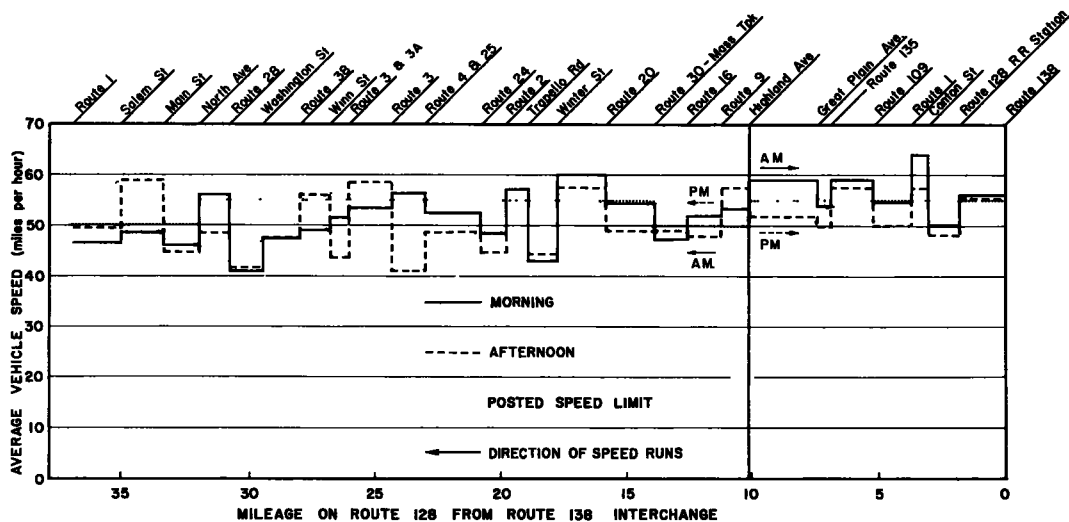 Route 1
Salem St
Main St
North Ave
Route 28
Washington St
Route 38
Winn St
Route 3 & 3A
Route 3
Route 4 & 25
Route 24
Route 2
Trapello Rd
Winter St
Route 20
Route 30-Mass Tpk
Route 16
Route 9
Highland Ave.
Great Plain Ave.
Route 135
Route 109
Route 1
Canton St
Route 128 RR Station
Route 138
AVERAGE VEHICLE SPEED (miles per hour)
70
60
50
40
30
20
10
0
PM
AM.
A M.
PM
MORNING
AFTERNOON
POSTED SPEED LIMIT
DIRECTION OF SPEED RUNS
35 30 25 20 15 10 5 0
MILEAGE ON ROUTE 128 FROM ROUTE 138 INTERCHANGE